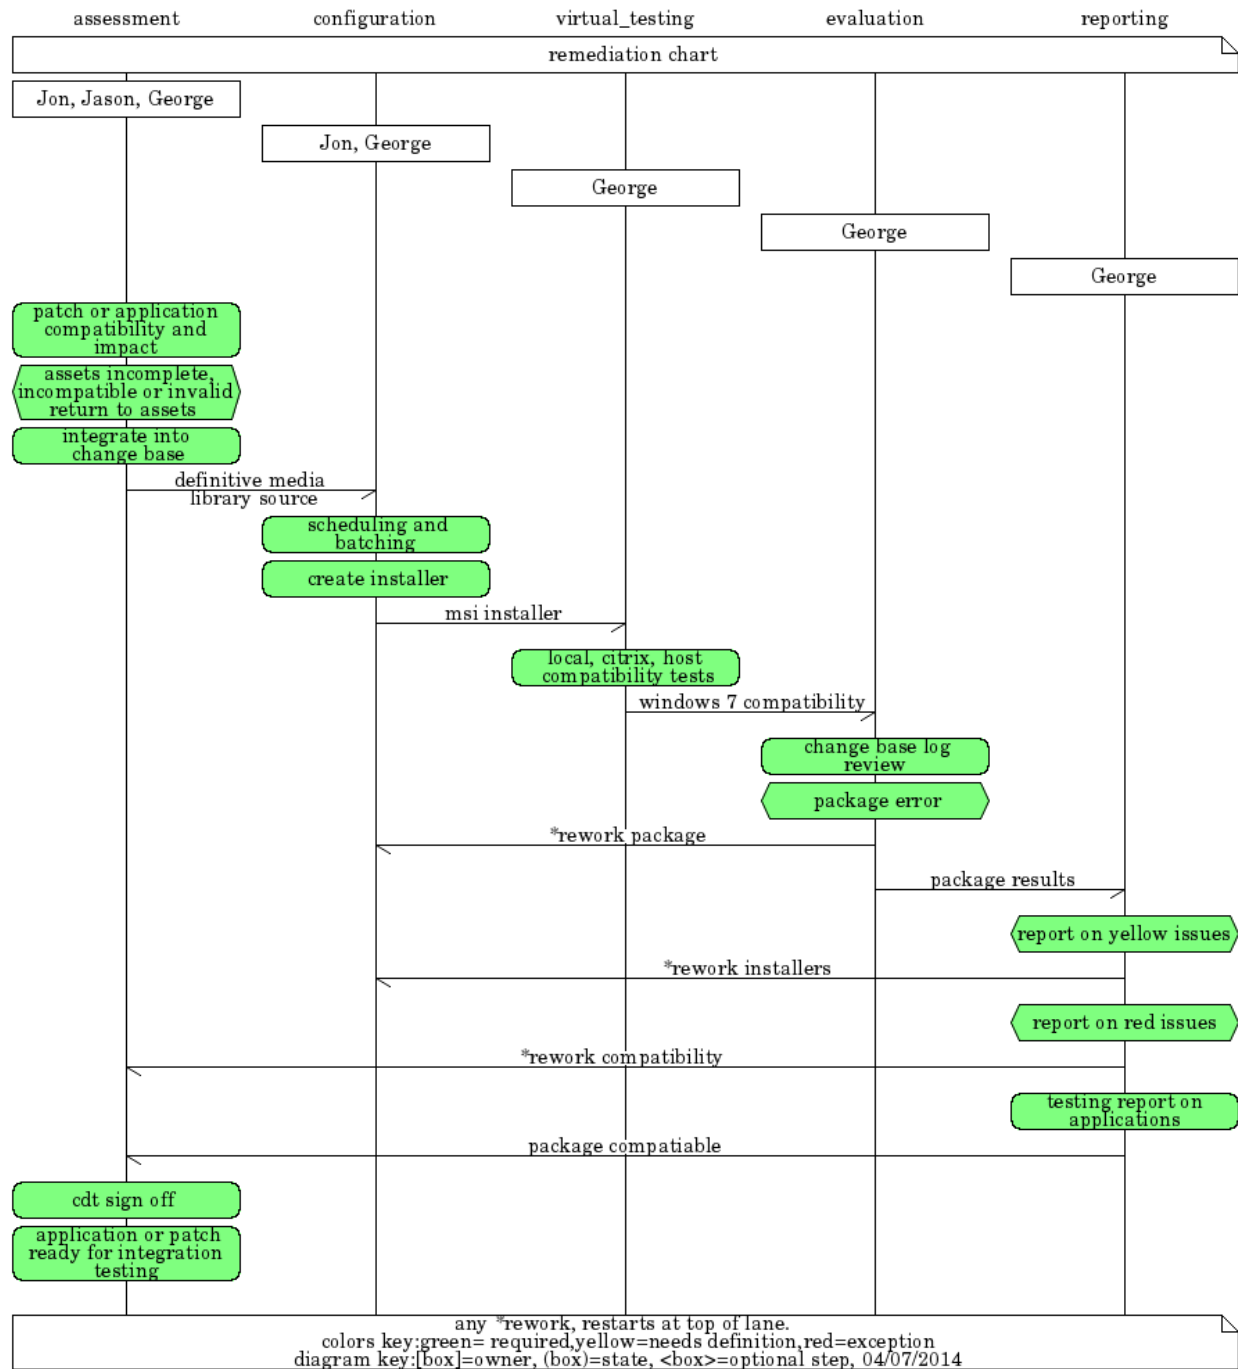 assessment configuration virtual_testing evaluation reporting
remediation chart
Jon, Jason, George
Jon, George
George
George
George
patch or application
compatibility and
impact
assets incomplete,
incompatible or invalid
return to assets
integrate into
change base
definitive media
library source
scheduling and
batching
create installer
msi installer
local, citrix, host
compatibility tests
windows 7 compatibility
change base log
review
package error
*rework package
package results
report on yellow issues
*rework installers
report on red issues
*rework compatibility
testing report on
applications
package compatiable
cdt sign off
application or patch
ready for integration
testing
any *rework, restarts at top of lane.
colors key:green= required,yellow=needs definition,red=exception
diagram key:[box]=owner, (box)=state, <box>=optional step, 04/07/2014